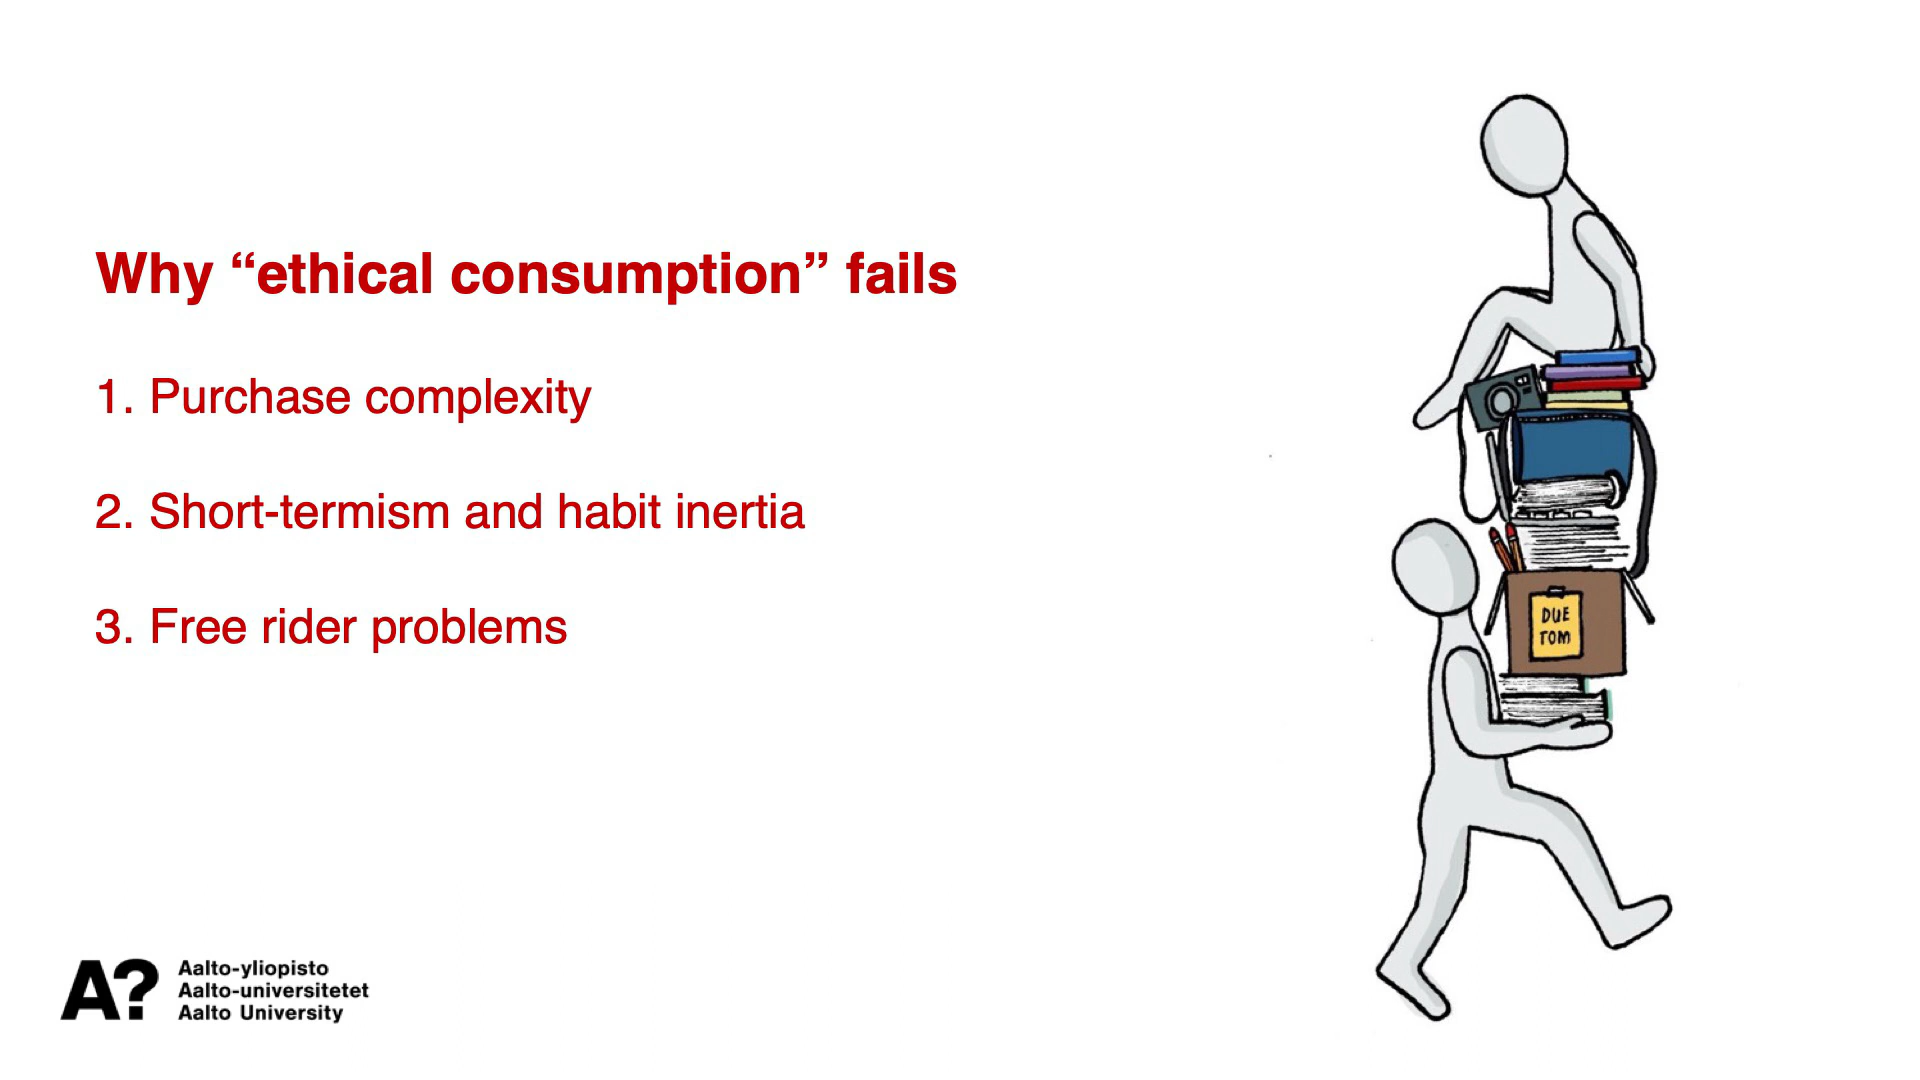 Why “ethical consumption” fails
1. Purchase complexity
2. Short-termism and habit inertia
3. Free rider problems
DUE
TOM
A?
Aalto-yliopisto
Aalto-universitetet
Aalto University